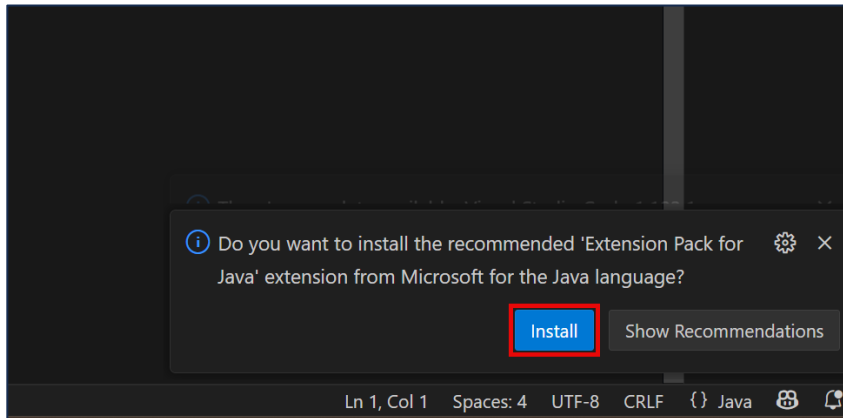 Do you want to install the recommended 'Extension Pack for
Java' extension from Microsoft for the Java language?
Install Show Recommendations
Ln 1, Col 1 Spaces: 4 UTF-8 CRLF {} Java